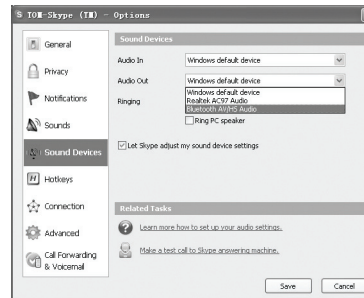 S TOM-Skype (TM) - Options
General
Privacy
Notifications
Sounds
Sound Devices
Hotkeys
Connection
Advanced
Call Forwarding
& Voicemail
Sound Devices
Audio In
Windows default device
Audio Out
Windows default device
Windows default device
Realtek AC97 Audio
Bluetooth AV/HS Audio
Ringing
Ring PC speaker
Let Skype adjust my sound device settings
Related Tasks
Learn more how to set up your audio settings.
Make a test call to Skype answering machine.
Save
Cancel